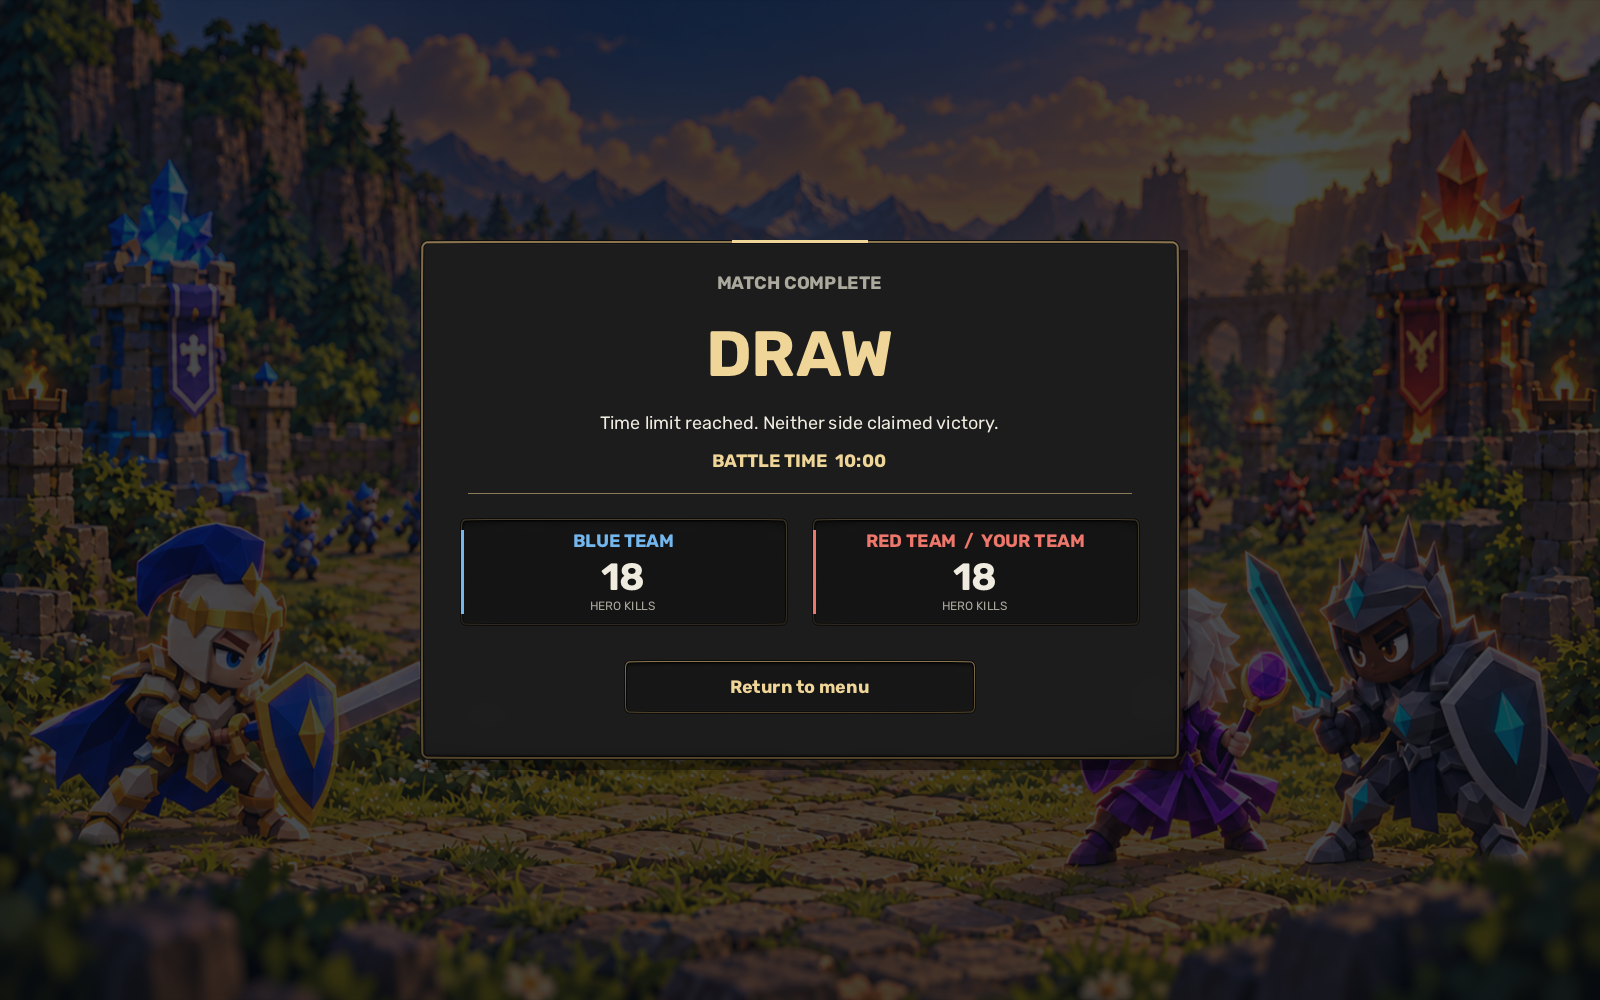 MATCH COMPLETE
DRAW
Time limit reached. Neither side claimed victory.
BATTLE TIME 10:00
BLUE TEAM
18
HERO KILLS
RED TEAM / YOUR TEAM
18
HERO KILLS
Return to menu